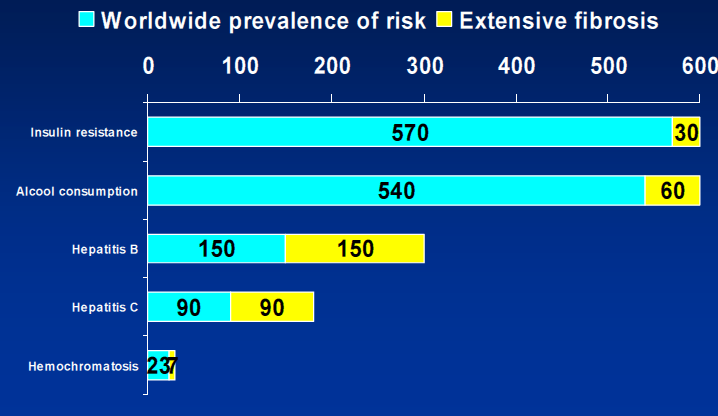 Worldwide prevalence of risk Extensive fibrosis
0 100 200 300 400 500 600
Insulin resistance 570 30
Alcool consumption 540 60
Hepatitis B 150 150
Hepatitis C 90 90
Hemochromatosis 23 7